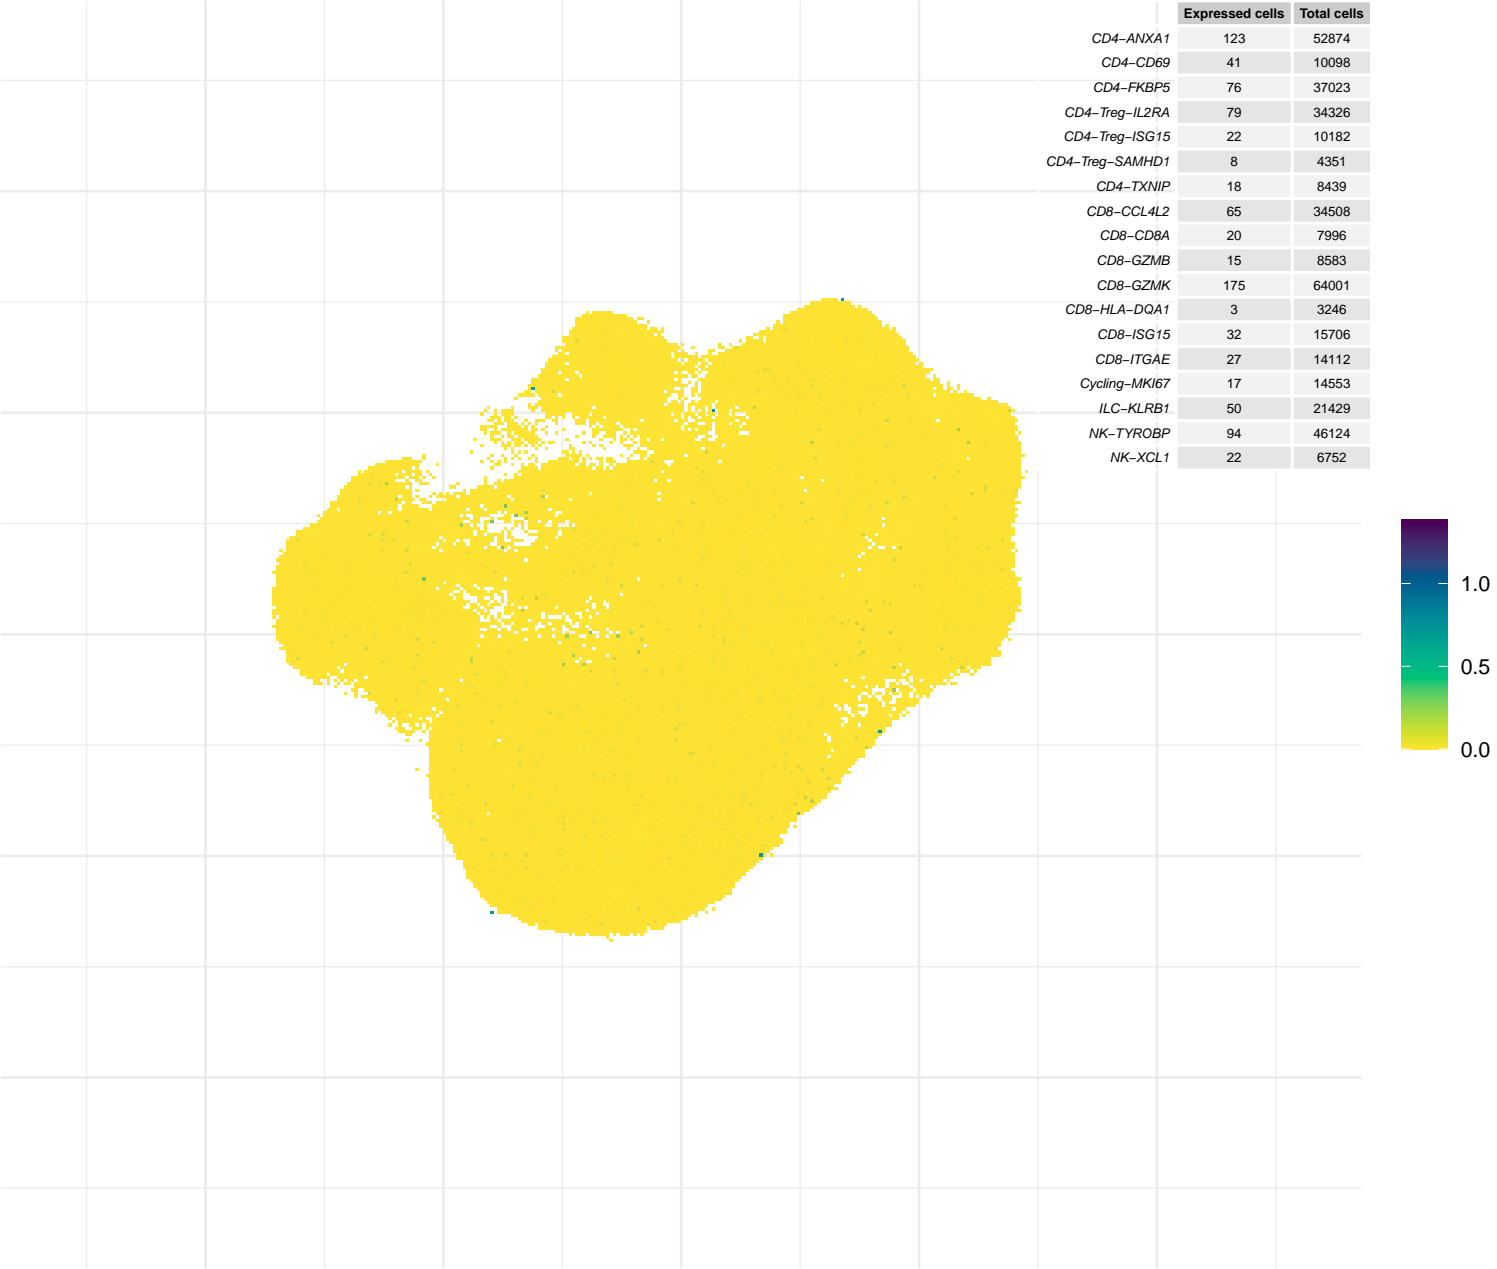 Expressed cells Total cells
CD4−ANXA1 123 52874
CD4−CD69 41 10098
CD4−FKBP5 76 37023
CD4−Treg−IL2RA 79 34326
CD4−Treg−ISG15 22 10182
CD4−Treg−SAMHD1 8 4351
CD4−TXNIP 18 8439
CD8−CCL4L2 65 34508
CD8−CD8A 20 7996
CD8−GZMB 15 8583
CD8−GZMK 175 64001
CD8−HLA−DQA1 3 3246
CD8−ISG15 32 15706
CD8−ITGAE 27 14112
Cycling−MKI67 17 14553
ILC−KLRB1 50 21429
NK−TYROBP 94 46124
NK−XCL1 22 6752
1.0
0.5
0.0